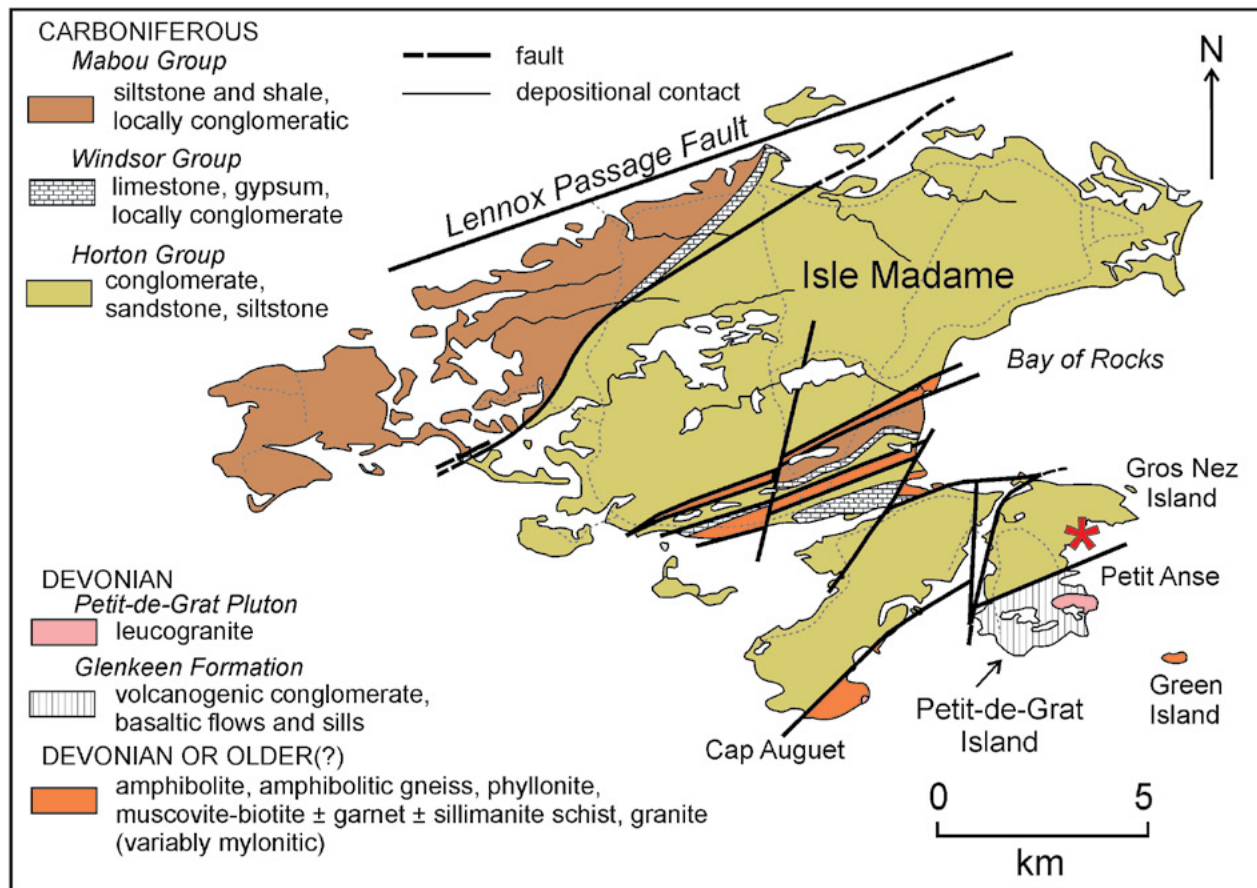 CARBONIFEROUS
Mabou Group
siltstone and shale,
locally conglomeratic
Windsor Group
limestone, gypsum,
locally conglomerate
Horton Group
conglomerate,
sandstone, siltstone
fault
depositional contact
N
Lennox Passage Fault
Isle Madame
Bay of Rocks
Gros Nez
Island
Petit Anse
Green
Island
Petit-de-Grat
Island
Cap Auguet
0 5
km
DEVONIAN
Petit-de-Grat Pluton
leucogranite
Glenkeen Formation
volcanogenic conglomerate,
basaltic flows and sills
DEVONIAN OR OLDER(?)
amphibolite, amphibolitic gneiss, phyllonite,
muscovite-biotite ± garnet ± sillimanite schist, granite
(variably mylonitic)